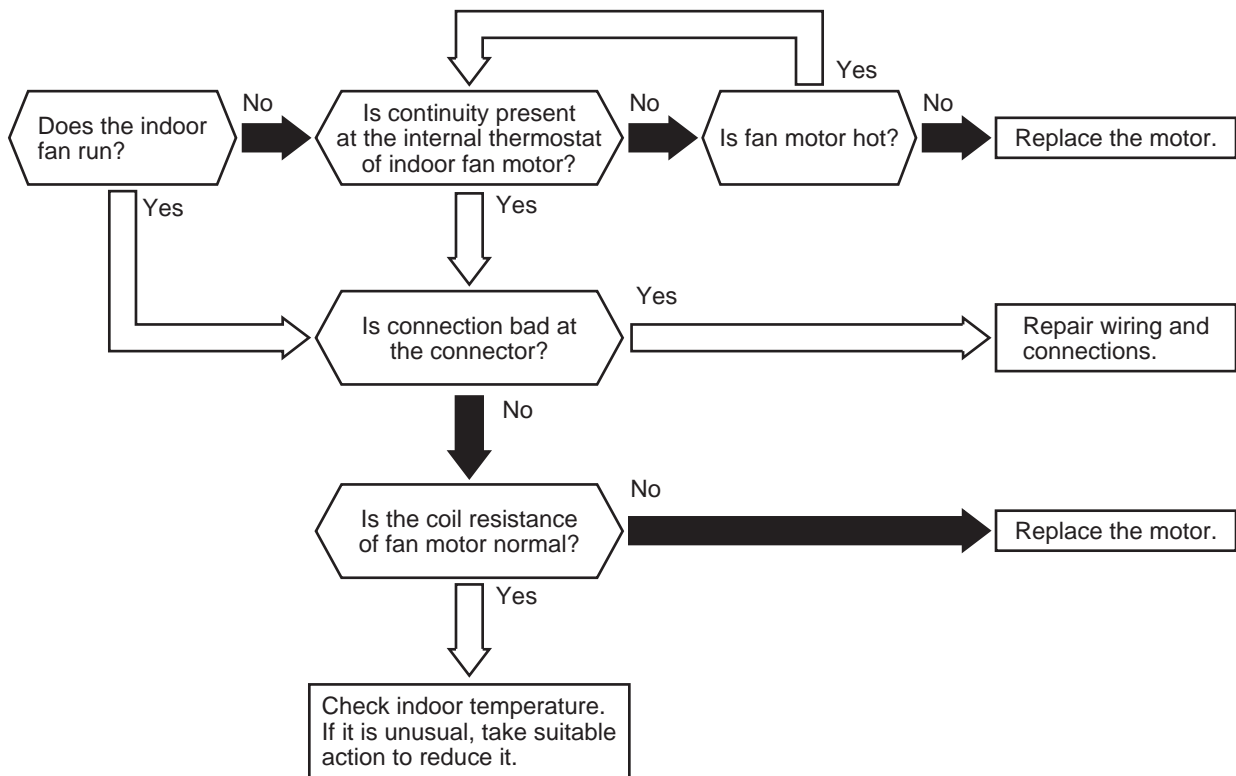 Yes
Does the indoor
fan run?
No
Is continuity present
at the internal thermostat
of indoor fan motor?
No
Is fan motor hot?
No
Replace the motor.
Yes
Yes
Is connection bad at
the connector?
Yes
Repair wiring and
connections.
No
Is the coil resistance
of fan motor normal?
No
Replace the motor.
Yes
Check indoor temperature.
If it is unusual, take suitable
action to reduce it.